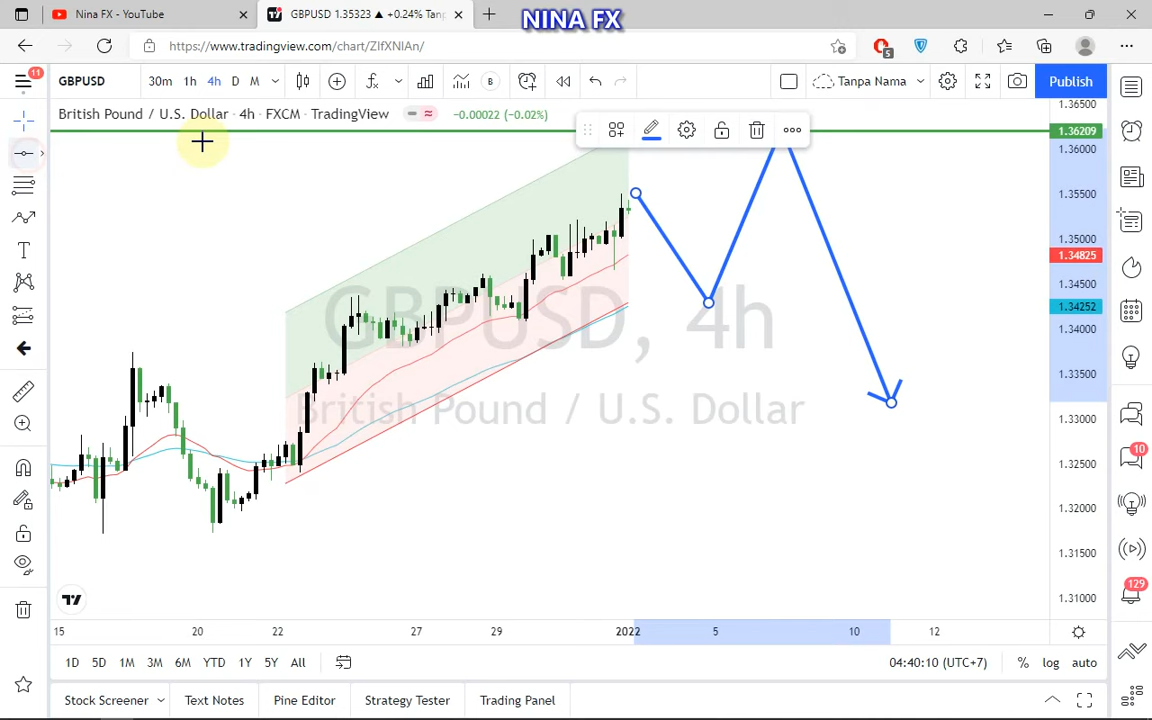 NINA FX
Nina FX - YouTube
GBPUSD 1.35323 ▲ +0.24% Tanp
https://www.tradingview.com/chart/ZIfXNIAn/
5
11
GBPUSD 30m 1h 4h D M B Tanpa Nama Publish
British Pound / U.S. Dollar · 4h · FXCM · TradingView −0.00022 (−0.02%)
1.36500
1.36209
1.36000
1.35500
1.35000
1.34825
1.34500
1.34252
1.34000
1.33500
1.33000
1.32500
1.32000
1.31500
1.31000
GBPUSD, 4h
British Pound / U.S. Dollar
10
129
15 20 22 27 29 2022 5 10 12
1D 5D 1M 3M 6M YTD 1Y 5Y All 04:40:10 (UTC+7) % log auto
Stock Screener Text Notes Pine Editor Strategy Tester Trading Panel